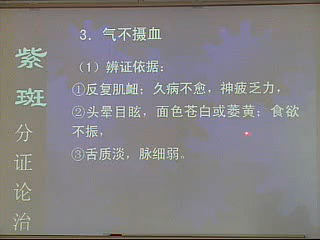 紫斑
分证论治
3．气不摄血
（1）辨证依据：
①反复肌衄；久病不愈，神疲乏力，
②头晕目眩，面色苍白或萎黄；食欲
不振，
③舌质淡，脉细弱。